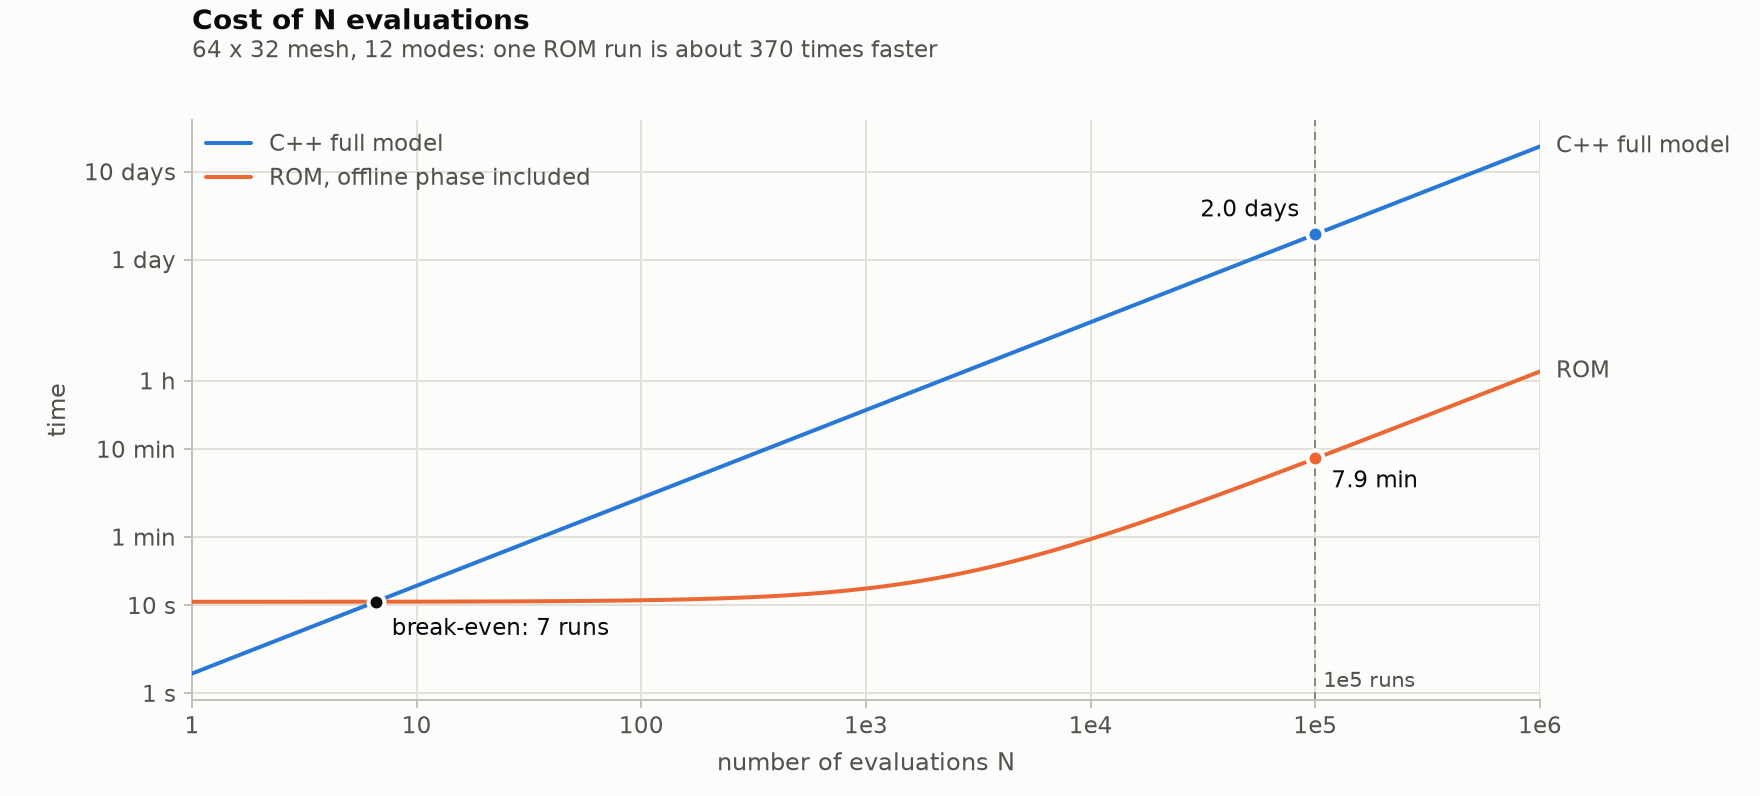 Cost of N evaluations
64 x 32 mesh, 12 modes: one ROM run is about 370 times faster
C++ full model
ROM, offline phase included
C++ full model
10 days
2.0 days
1 day
ROM
1 h
time
10 min
7.9 min
1 min
10 s
break-even: 7 runs
1e5 runs
1 s
1 10 100 1e3 1e4 1e5 1e6
number of evaluations N